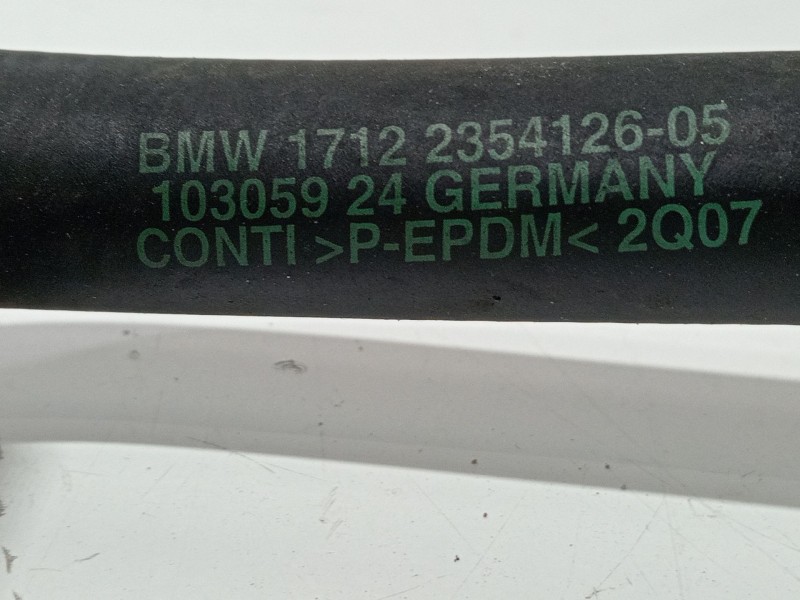 BMW 1712 2354126-05
103059 24 GERMANY
CONTI >P-EPDM< 2Q07